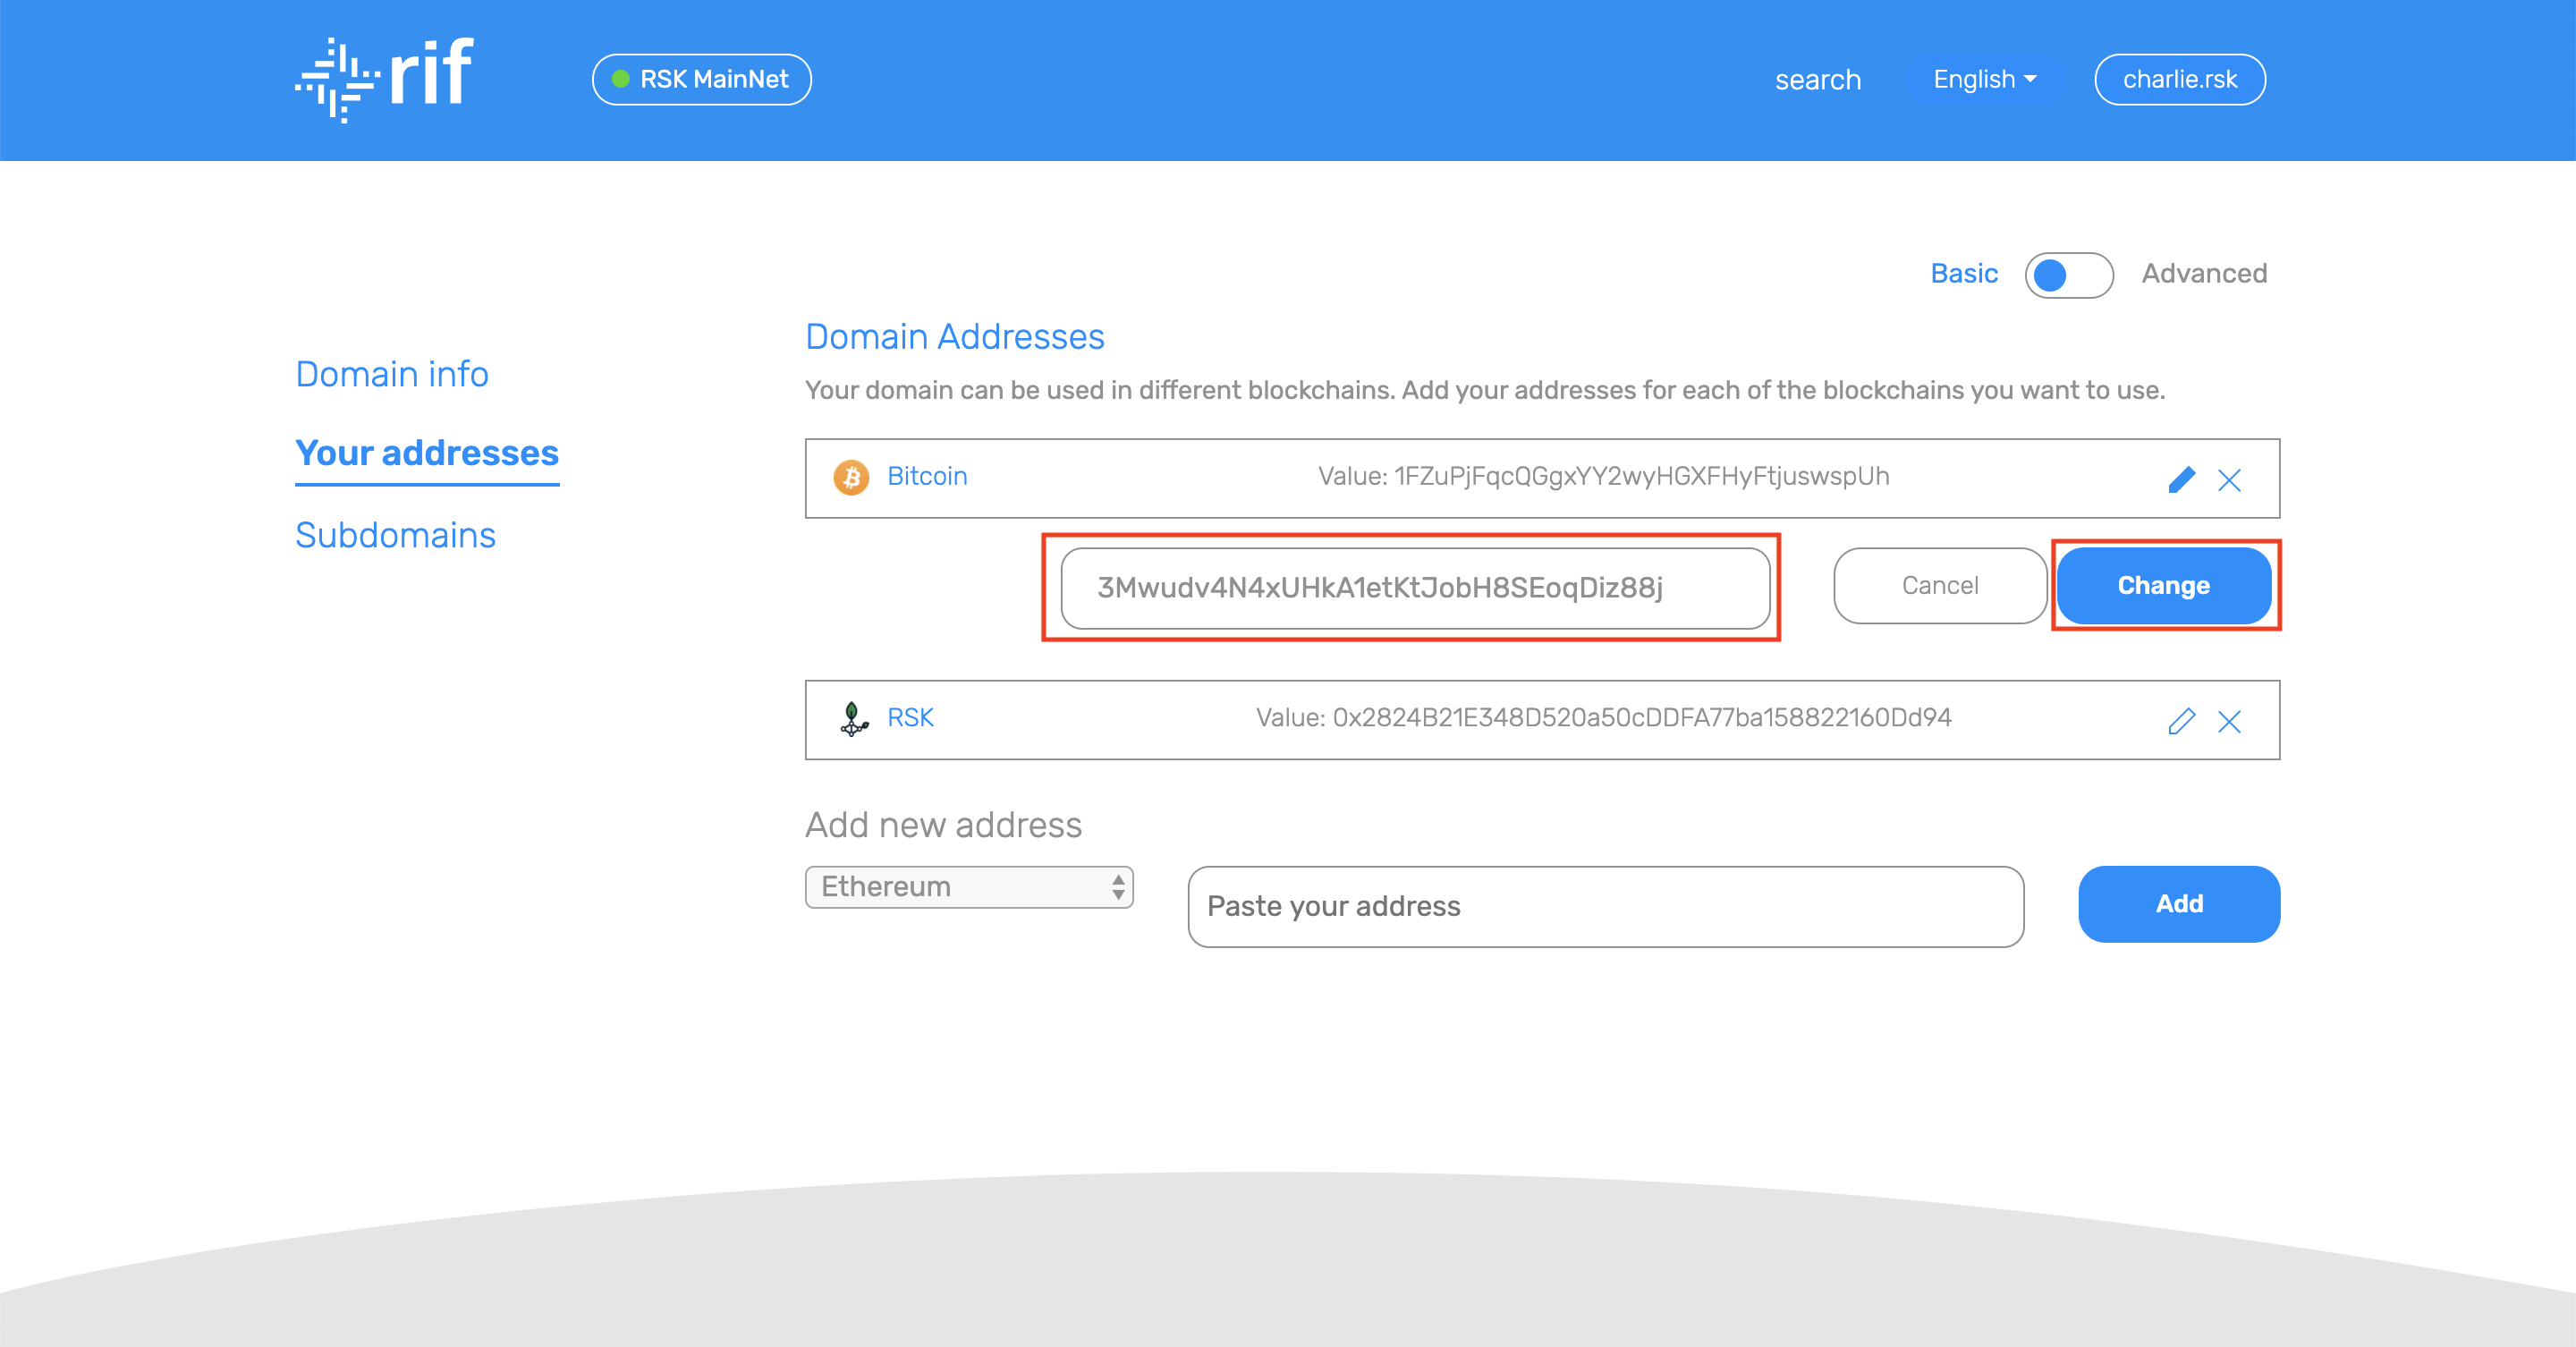 rif
RSK MainNet
search
English
charlie.rsk
Basic
Advanced
Domain info
Your addresses
Subdomains
Domain Addresses
Your domain can be used in different blockchains. Add your addresses for each of the blockchains you want to use.
Bitcoin
Value: 1FZuPjFqcQGgxYY2wyHGXFHyFtjuswspUh
3Mwudv4N4xUHkA1etKtJobH8SEoqDiz88j
Cancel
Change
RSK
Value: 0x2824B21E348D520a50cDDFA77ba158822160Dd94
Add new address
Ethereum
Paste your address
Add